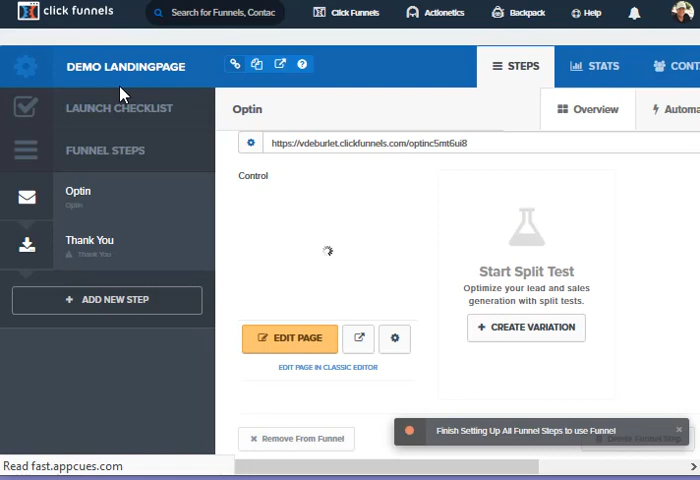 click funnels
Search for Funnels, Contac
Click Funnels
Actionetics
Backpack
Help
DEMO LANDINGPAGE
STEPS
STATS
CONT
LAUNCH CHECKLIST
FUNNEL STEPS
Optin
Overview
Automa
https://vdeburlet.clickfunnels.com/optinc5mt6ui8
Control
Optin
Optin
Thank You
Thank You
ADD NEW STEP
Start Split Test
Optimize your lead and sales
generation with split tests.
CREATE VARIATION
EDIT PAGE
EDIT PAGE IN CLASSIC EDITOR
Remove From Funnel
Finish Setting Up All Funnel Steps to use Funnel
Delete Funnel Step
Read fast.appcues.com